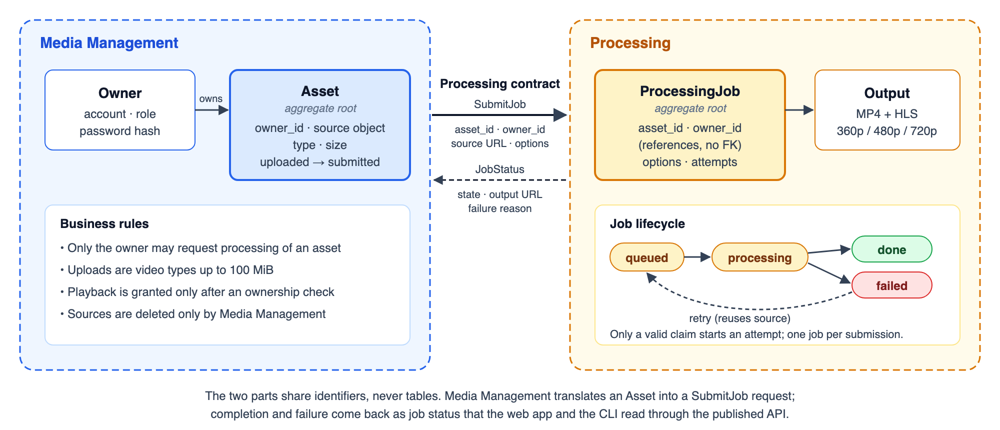 Media Management
Owner
account · role
password hash
owns
Asset
aggregate root
owner_id · source object
type · size
uploaded → submitted
Business rules
• Only the owner may request processing of an asset
• Uploads are video types up to 100 MiB
• Playback is granted only after an ownership check
• Sources are deleted only by Media Management
Processing contract
SubmitJob
asset_id · owner_id
source URL · options
JobStatus
state · output URL
failure reason
Processing
ProcessingJob
aggregate root
asset_id · owner_id
(references, no FK)
options · attempts
Output
MP4 + HLS
360p / 480p / 720p
Job lifecycle
queued
processing
done
failed
retry (reuses source)
Only a valid claim starts an attempt; one job per submission.
The two parts share identifiers, never tables. Media Management translates an Asset into a SubmitJob request;
completion and failure come back as job status that the web app and the CLI read through the published API.